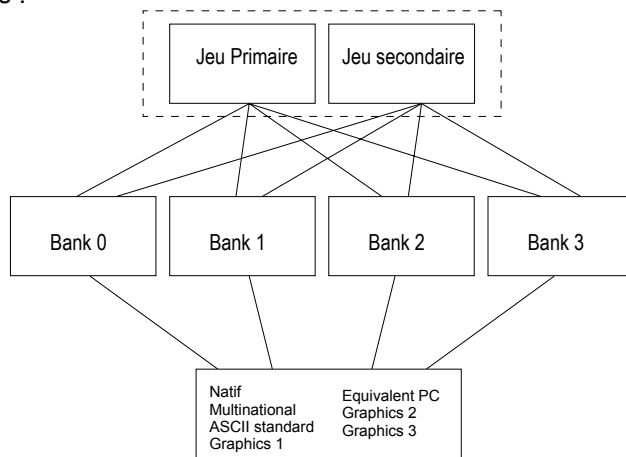 Jeu Primaire
Jeu secondaire
Bank 0
Bank 1
Bank 2
Bank 3
Natif
Multinational
ASCII standard
Graphics 1
Equivalent PC
Graphics 2
Graphics 3